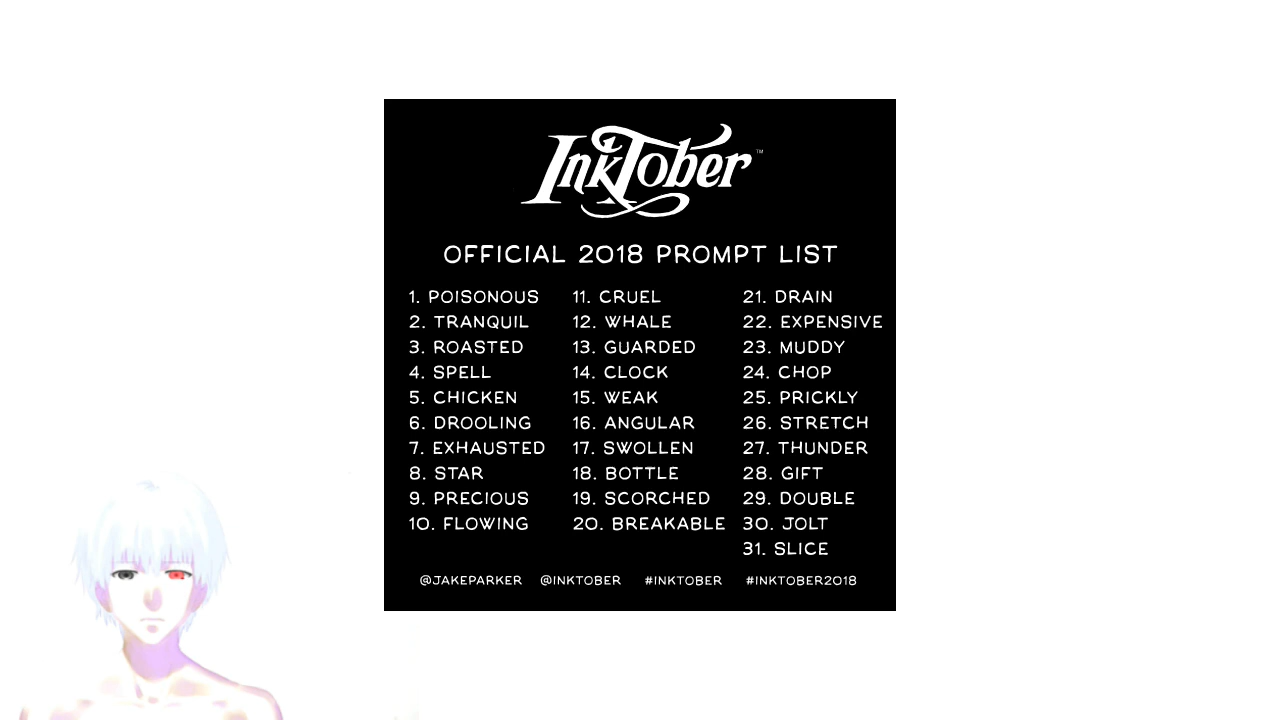 InkTober™
OFFICIAL 2018 PROMPT LIST
1. POISONOUS
2. TRANQUIL
3. ROASTED
4. SPELL
5. CHICKEN
6. DROOLING
7. EXHAUSTED
8. STAR
9. PRECIOUS
10. FLOWING
11. CRUEL
12. WHALE
13. GUARDED
14. CLOCK
15. WEAK
16. ANGULAR
17. SWOLLEN
18. BOTTLE
19. SCORCHED
20. BREAKABLE
21. DRAIN
22. EXPENSIVE
23. MUDDY
24. CHOP
25. PRICKLY
26. STRETCH
27. THUNDER
28. GIFT
29. DOUBLE
30. JOLT
31. SLICE
@JAKEPARKER @INKTOBER #INKTOBER #INKTOBER2018